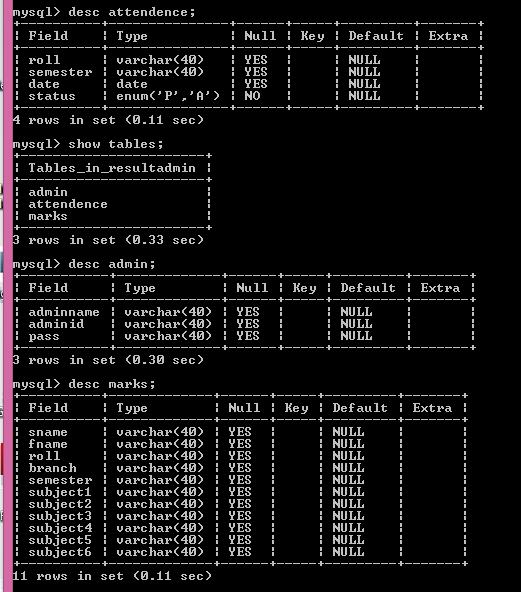 mysql> desc attendence;
+----------+---------------+------+-----+---------+-------+
| Field    | Type          | Null | Key | Default | Extra |
+----------+---------------+------+-----+---------+-------+
| roll     | varchar(40)   | YES  |     | NULL    |       |
| semester | varchar(40)   | YES  |     | NULL    |       |
| date     | date          | YES  |     | NULL    |       |
| status   | enum('P','A') | NO   |     | NULL    |       |
+----------+---------------+------+-----+---------+-------+
4 rows in set (0.11 sec)
mysql> show tables;
+-----------------------+
| Tables_in_resultadmin |
+-----------------------+
| admin                 |
| attendence            |
| marks                 |
+-----------------------+
3 rows in set (0.33 sec)
mysql> desc admin;
+-----------+-------------+------+-----+---------+-------+
| Field     | Type        | Null | Key | Default | Extra |
+-----------+-------------+------+-----+---------+-------+
| adminname | varchar(40) | YES  |     | NULL    |       |
| adminid   | varchar(40) | YES  |     | NULL    |       |
| pass      | varchar(40) | YES  |     | NULL    |       |
+-----------+-------------+------+-----+---------+-------+
3 rows in set (0.30 sec)
mysql> desc marks;
+----------+-------------+------+-----+---------+-------+
| Field    | Type        | Null | Key | Default | Extra |
+----------+-------------+------+-----+---------+-------+
| sname    | varchar(40) | YES  |     | NULL    |       |
| fname    | varchar(40) | YES  |     | NULL    |       |
| roll     | varchar(40) | YES  |     | NULL    |       |
| branch   | varchar(40) | YES  |     | NULL    |       |
| semester | varchar(40) | YES  |     | NULL    |       |
| subject1 | varchar(40) | YES  |     | NULL    |       |
| subject2 | varchar(40) | YES  |     | NULL    |       |
| subject3 | varchar(40) | YES  |     | NULL    |       |
| subject4 | varchar(40) | YES  |     | NULL    |       |
| subject5 | varchar(40) | YES  |     | NULL    |       |
| subject6 | varchar(40) | YES  |     | NULL    |       |
+----------+-------------+------+-----+---------+-------+
11 rows in set (0.11 sec)